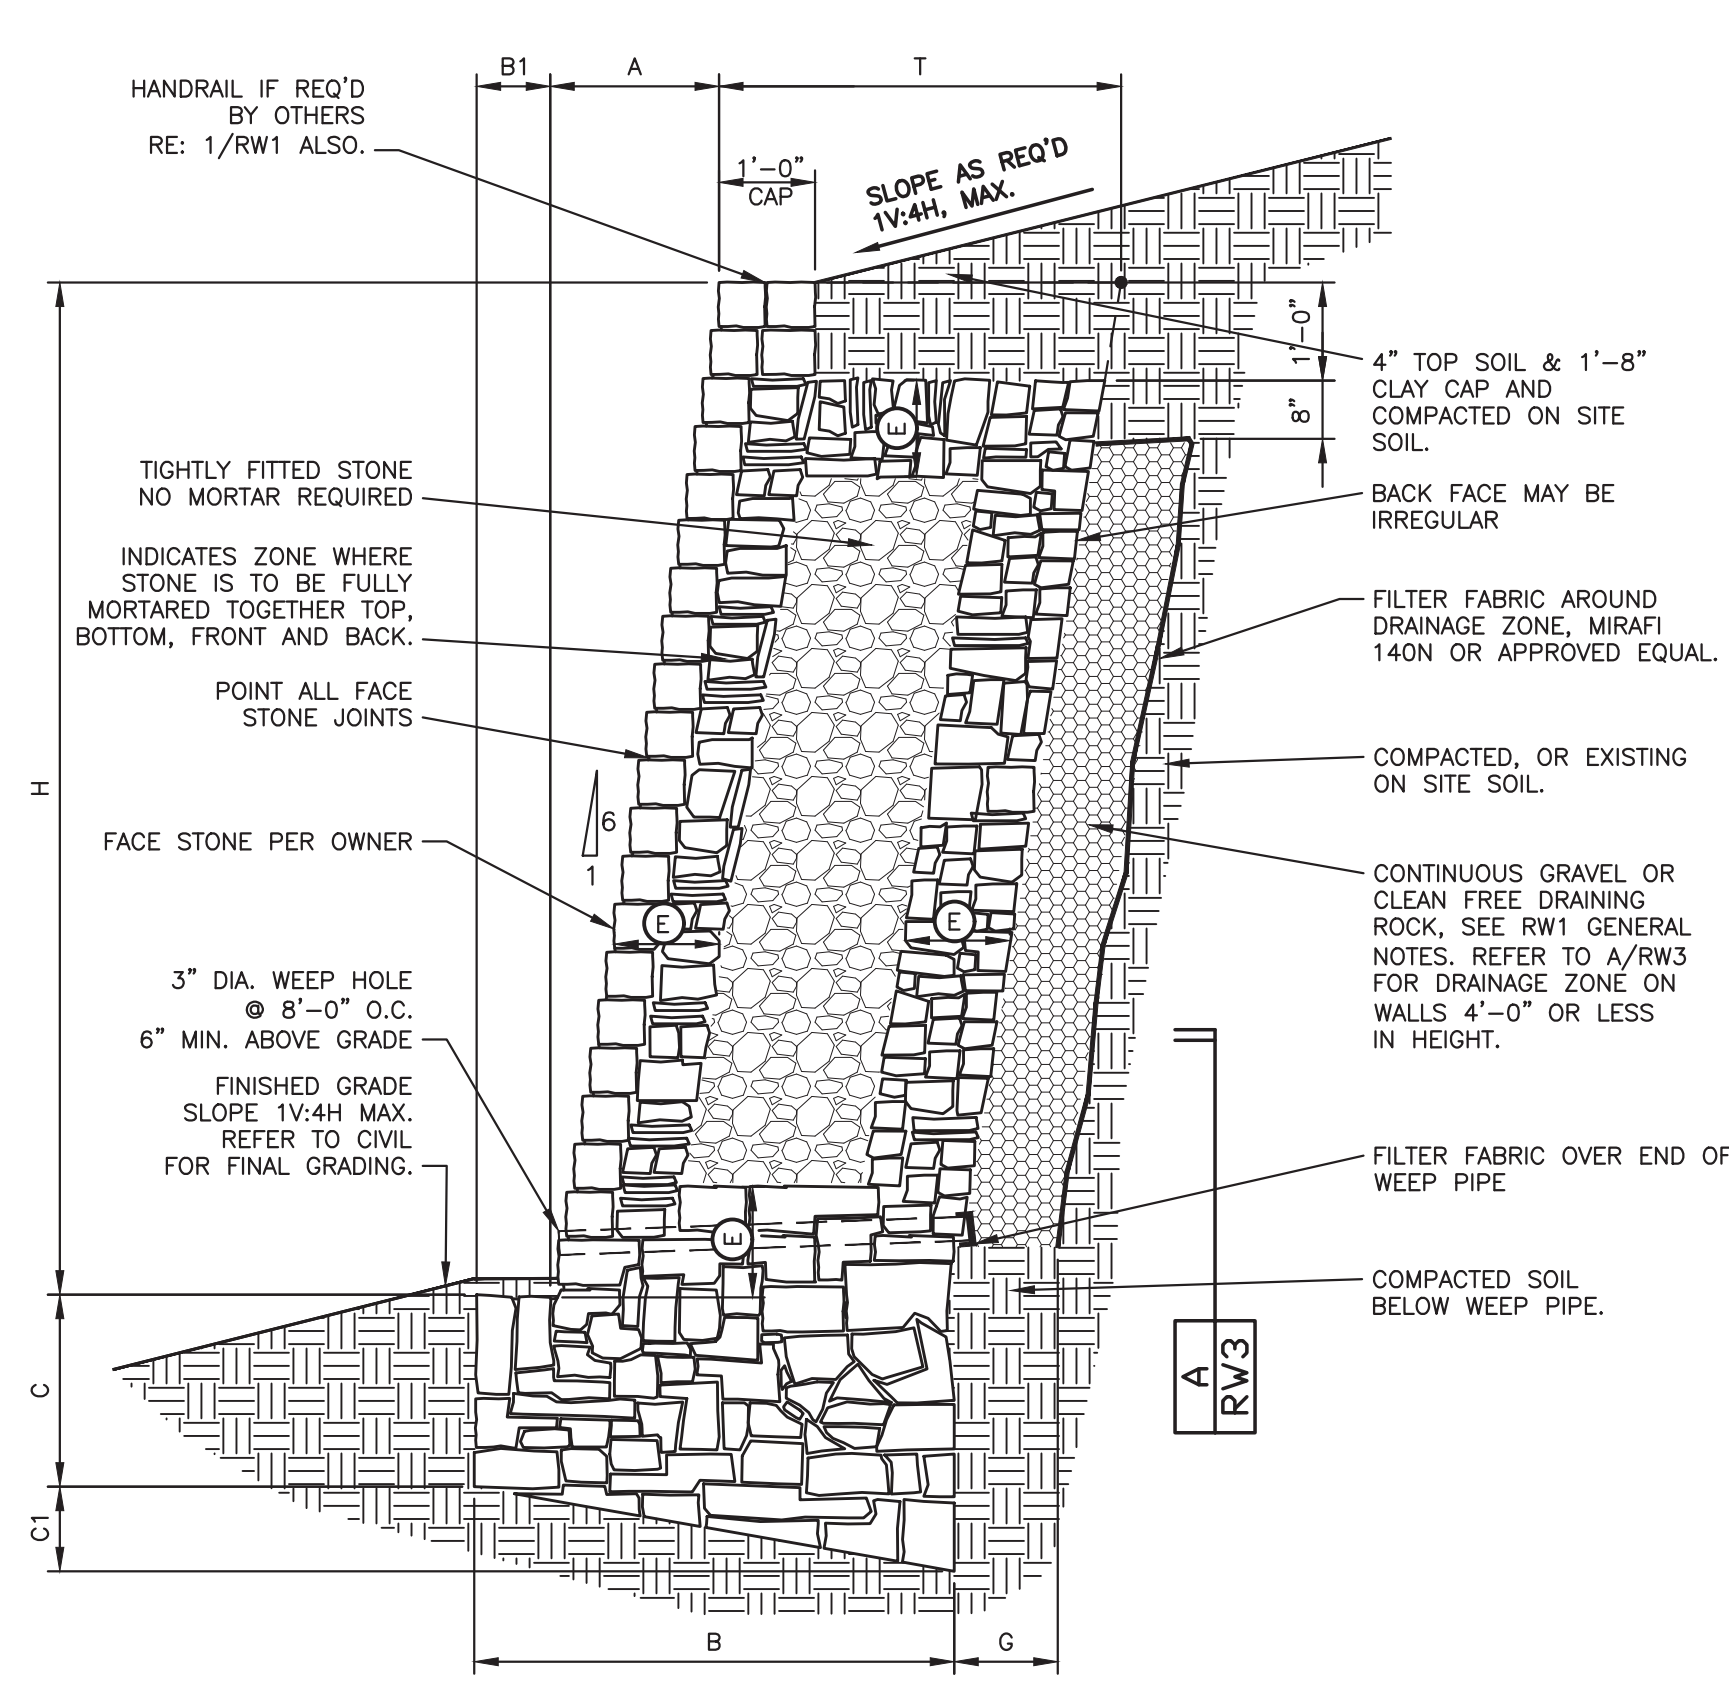 B1
A
T
HANDRAIL IF REQ'D
BY OTHERS
RE: 1/RW1 ALSO.
1'-0"
CAP
SLOPE AS REQ'D
1V:4H, MAX.
1'-0"
8"
4" TOP SOIL & 1'-8"
CLAY CAP AND
COMPACTED ON SITE
SOIL.
E
TIGHTLY FITTED STONE
NO MORTAR REQUIRED
BACK FACE MAY BE
IRREGULAR
INDICATES ZONE WHERE
STONE IS TO BE FULLY
MORTARED TOGETHER TOP,
BOTTOM, FRONT AND BACK.
FILTER FABRIC AROUND
DRAINAGE ZONE, MIRAFI
140N OR APPROVED EQUAL.
POINT ALL FACE
STONE JOINTS
COMPACTED, OR EXISTING
ON SITE SOIL.
H
6
1
FACE STONE PER OWNER
CONTINUOUS GRAVEL OR
CLEAN FREE DRAINING
ROCK, SEE RW1 GENERAL
NOTES. REFER TO A/RW3
FOR DRAINAGE ZONE ON
WALLS 4'-0" OR LESS
IN HEIGHT.
E
E
3" DIA. WEEP HOLE
@ 8'-0" O.C.
6" MIN. ABOVE GRADE
FINISHED GRADE
SLOPE 1V:4H MAX.
REFER TO CIVIL
FOR FINAL GRADING.
FILTER FABRIC OVER END OF
WEEP PIPE
E
COMPACTED SOIL
BELOW WEEP PIPE.
A
RW3
C
C1
B
G